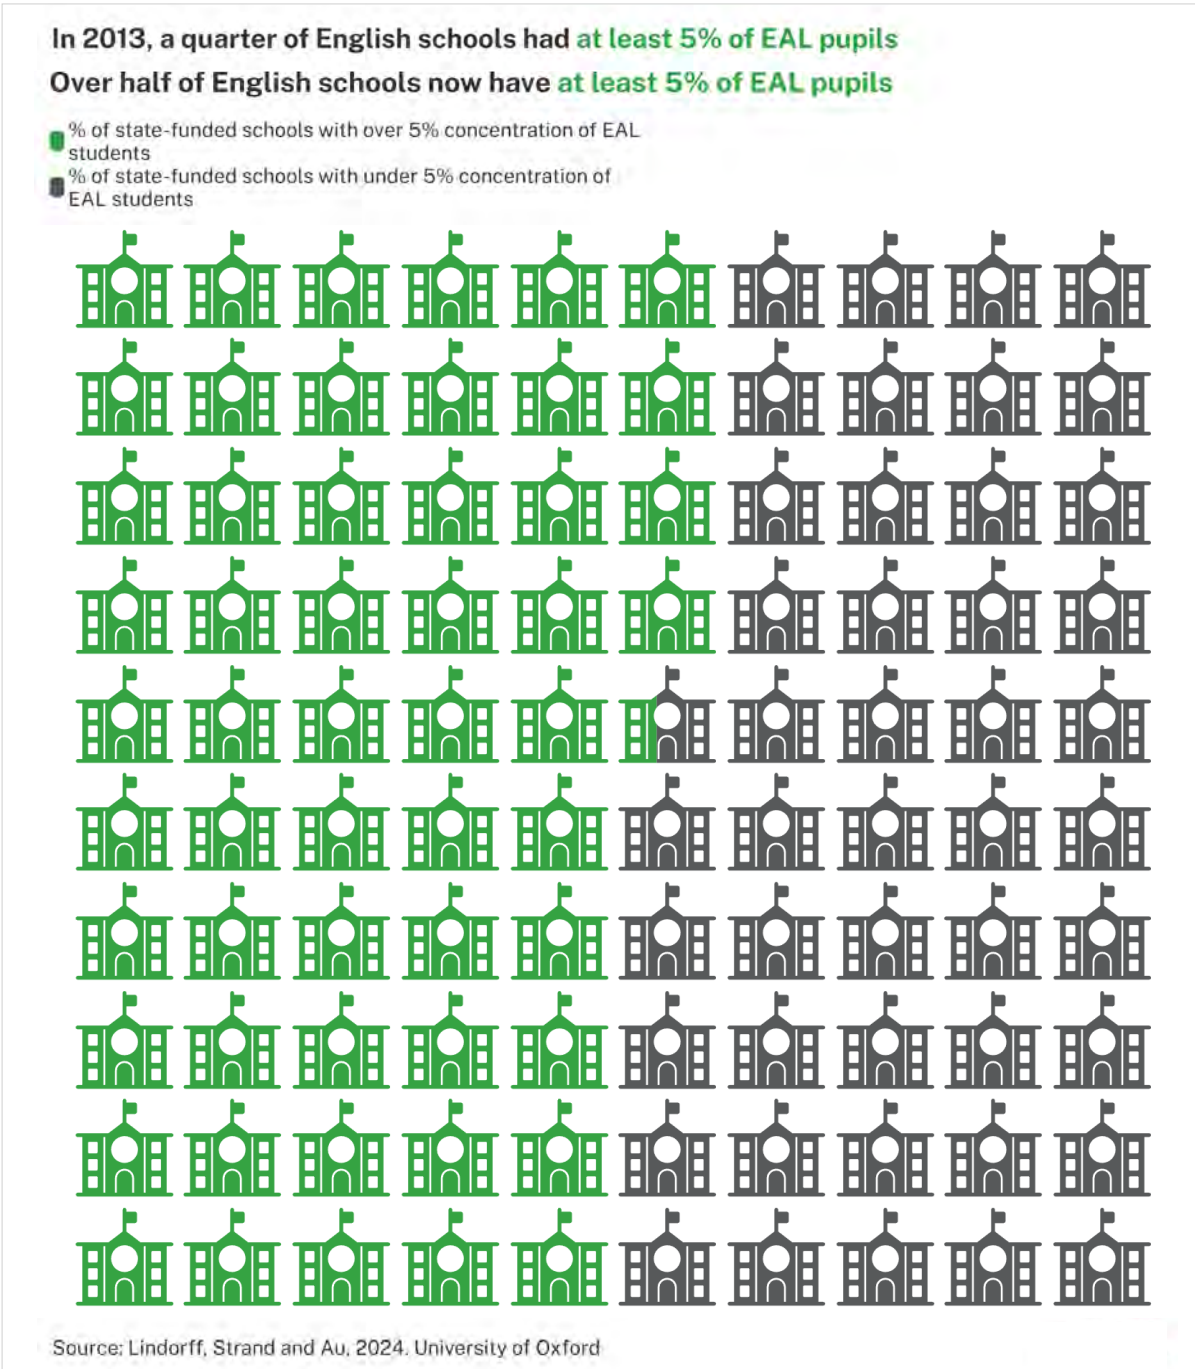 In 2013, a quarter of English schools had at least 5% of EAL pupils
Over half of English schools now have at least 5% of EAL pupils
% of state-funded schools with over 5% concentration of EAL
students
% of state-funded schools with under 5% concentration of
EAL students
Source: Lindorff, Strand and Au, 2024. University of Oxford